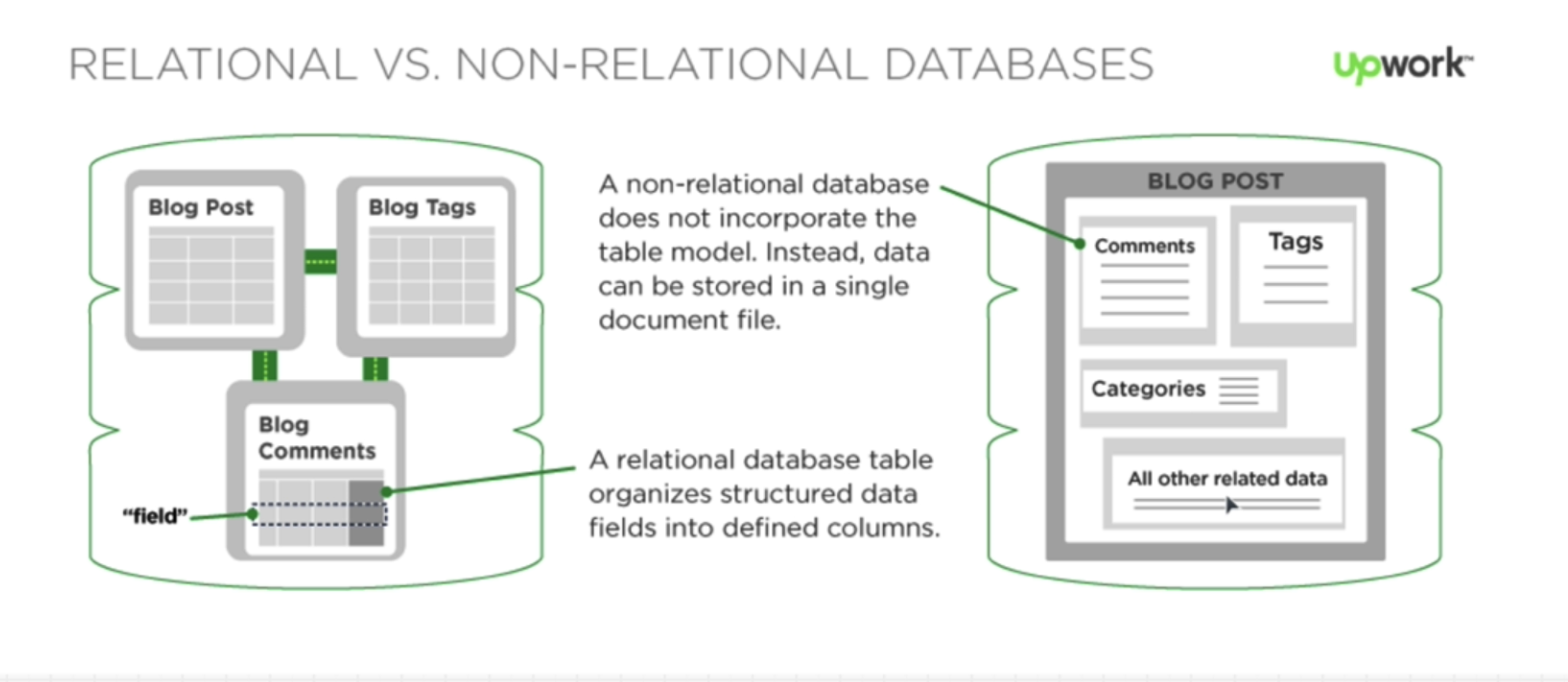 RELATIONAL VS. NON-RELATIONAL DATABASES
Upwork™
Blog Post
Blog Tags
Blog
Comments
"field"
A non-relational database
does not incorporate the
table model. Instead, data
can be stored in a single
document file.
A relational database table
organizes structured data
fields into defined columns.
BLOG POST
Comments
Tags
Categories
All other related data